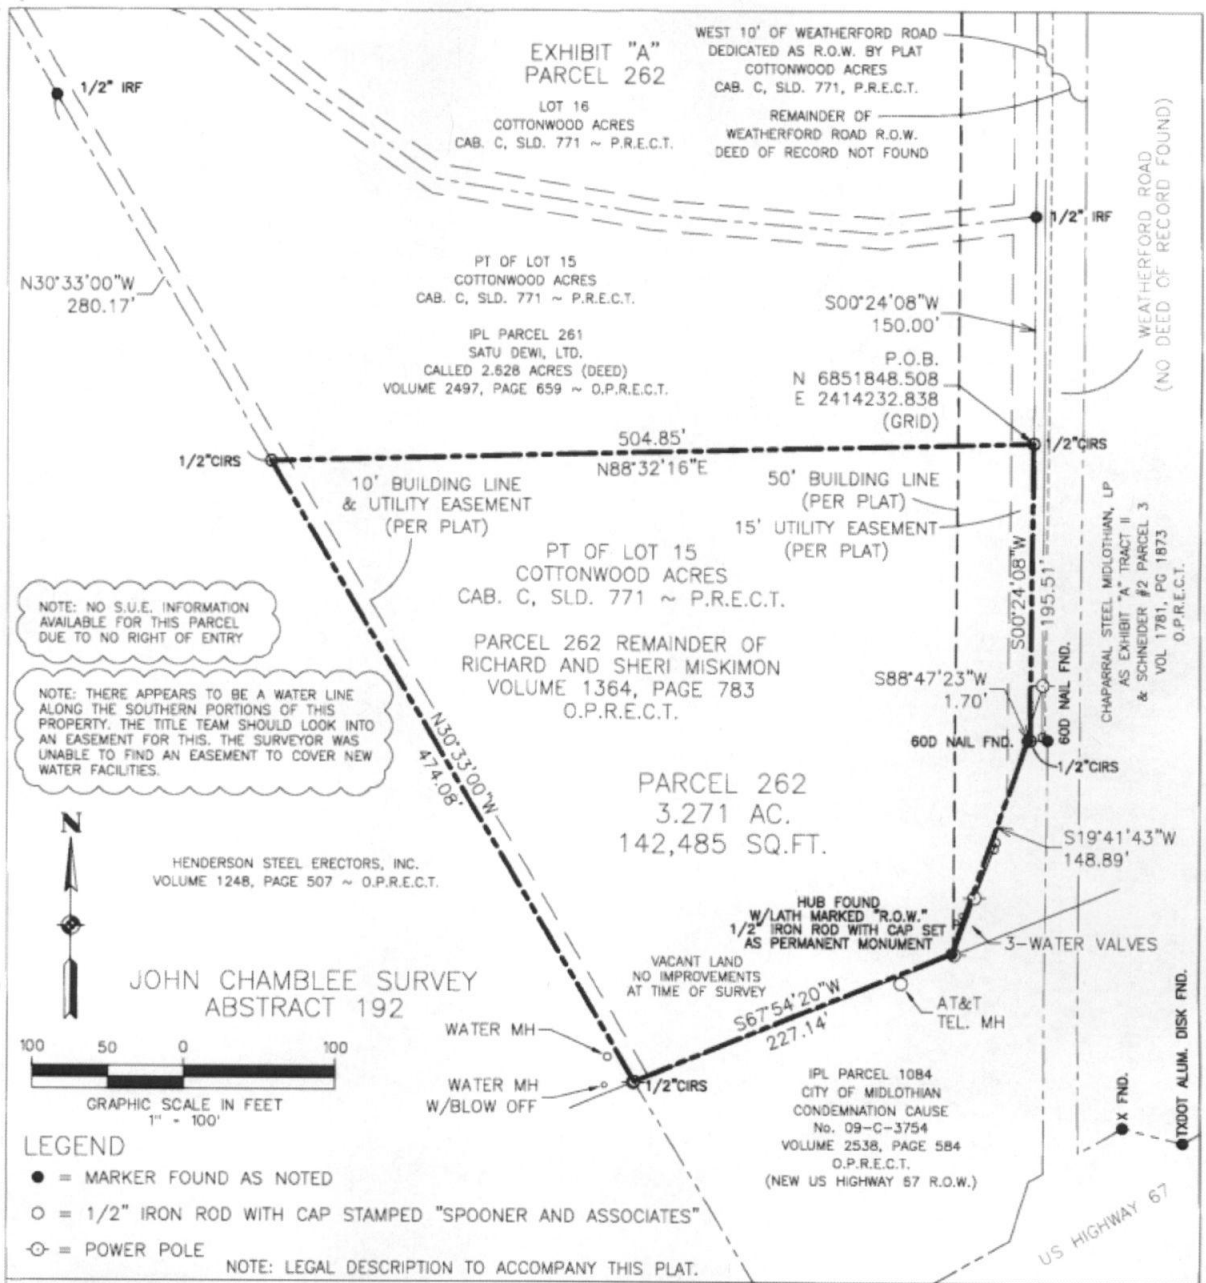 EXHIBIT "A"
PARCEL 262
LOT 16
COTTONWOOD ACRES
CAB. C, SLD. 771 ~ P.R.E.C.T.
WEST 10' OF WEATHERFORD ROAD
DEDICATED AS R.O.W. BY PLAT
COTTONWOOD ACRES
CAB. C, SLD. 771, P.R.E.C.T.
REMAINDER OF
WEATHERFORD ROAD R.O.W.
DEED OF RECORD NOT FOUND
1/2" IRF
1/2" IRF
WEATHERFORD ROAD
(NO DEED OF RECORD FOUND)
N30°33'00"W
280.17'
PT OF LOT 15
COTTONWOOD ACRES
CAB. C, SLD. 771 ~ P.R.E.C.T.
IPL PARCEL 261
SATU DEWI, LTD.
CALLED 2.628 ACRES (DEED)
VOLUME 2497, PAGE 659 ~ O.P.R.E.C.T.
S00°24'08"W
150.00'
P.O.B.
N 6851848.508
E 2414232.838
(GRID)
1/2"CIRS
504.85'
N88°32'16"E
1/2"CIRS
10' BUILDING LINE
& UTILITY EASEMENT
(PER PLAT)
50' BUILDING LINE
(PER PLAT)
15' UTILITY EASEMENT
(PER PLAT)
PT OF LOT 15
COTTONWOOD ACRES
CAB. C, SLD. 771 ~ P.R.E.C.T.
PARCEL 262 REMAINDER OF
RICHARD AND SHERI MISKIMON
VOLUME 1364, PAGE 783
O.P.R.E.C.T.
S00°24'08"W
195.51'
CHAPARRAL STEEL MIDLOTHIAN, LP
AS EXHIBIT "A" TRACT II
& SCHNEIDER #2 PARCEL 3
VOL 1781, PG 1873
O.P.R.E.C.T.
NOTE: NO S.U.E. INFORMATION
AVAILABLE FOR THIS PARCEL
DUE TO NO RIGHT OF ENTRY
NOTE: THERE APPEARS TO BE A WATER LINE
ALONG THE SOUTHERN PORTIONS OF THIS
PROPERTY. THE TITLE TEAM SHOULD LOOK INTO
AN EASEMENT FOR THIS. THE SURVEYOR WAS
UNABLE TO FIND AN EASEMENT TO COVER NEW
WATER FACILITIES.
S88°47'23"W
1.70'
60D NAIL FND.
60D NAIL FND.
1/2"CIRS
N30°33'00"W
474.08'
PARCEL 262
3.271 AC.
142,485 SQ.FT.
S19°41'43"W
148.89'
N
HENDERSON STEEL ERECTORS, INC.
VOLUME 1248, PAGE 507 ~ O.P.R.E.C.T.
HUB FOUND
W/LATH MARKED "R.O.W."
1/2" IRON ROD WITH CAP SET
AS PERMANENT MONUMENT
3-WATER VALVES
VACANT LAND
NO IMPROVEMENTS
AT TIME OF SURVEY
JOHN CHAMBLEE SURVEY
ABSTRACT 192
S67°54'20"W
227.14'
AT&T
TEL. MH
WATER MH
WATER MH
W/BLOW OFF
1/2"CIRS
100 50 0 100
GRAPHIC SCALE IN FEET
1" - 100'
IPL PARCEL 1084
CITY OF MIDLOTHIAN
CONDEMNATION CAUSE
No. 09-C-3754
VOLUME 2538, PAGE 584
O.P.R.E.C.T.
(NEW US HIGHWAY 67 R.O.W.)
X FND.
TXDOT ALUM. DISK FND.
US HIGHWAY 67
LEGEND
● = MARKER FOUND AS NOTED
○ = 1/2" IRON ROD WITH CAP STAMPED "SPOONER AND ASSOCIATES"
= POWER POLE
NOTE: LEGAL DESCRIPTION TO ACCOMPANY THIS PLAT.